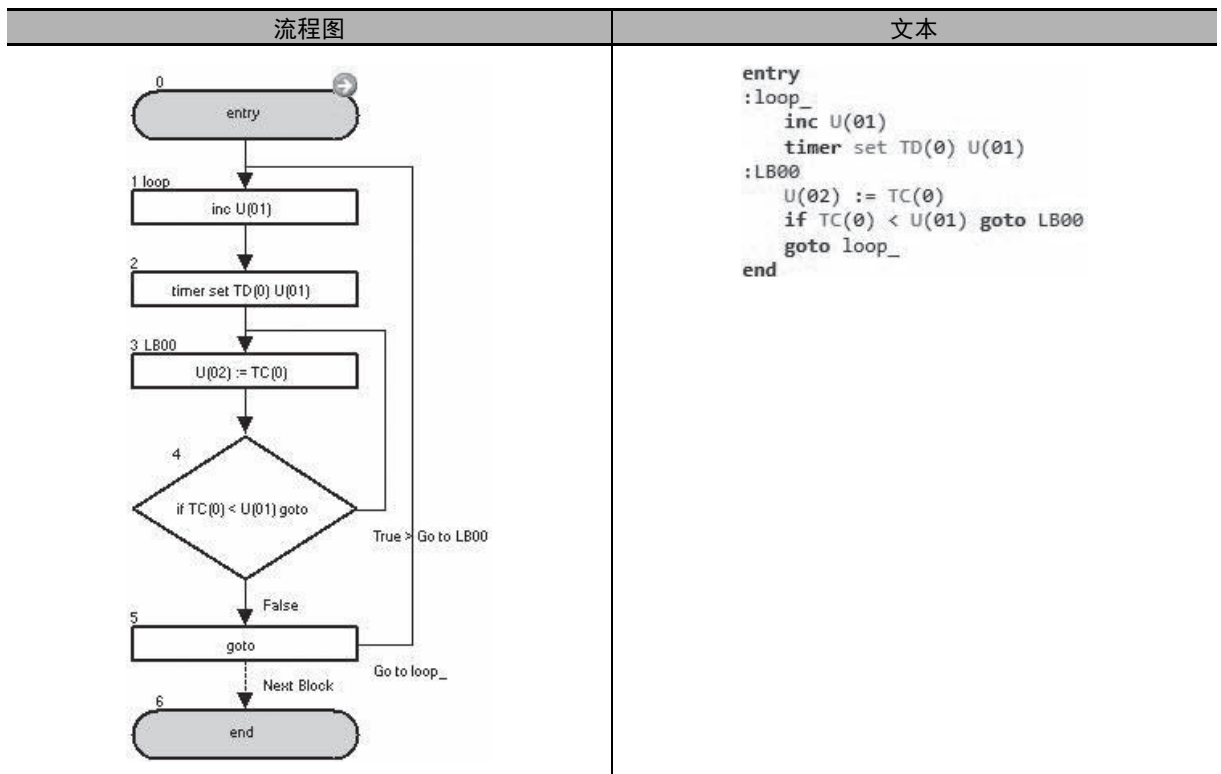 流程图
文本
0
entry
1 loop
inc U(01)
2
timer set TD(0) U(01)
3 LB00
U(02) := TC(0)
4
if TC(0) < U(01) goto
True > Go to LB00
False
5
goto
Go to loop_
Next Block
6
end
entry
:loop_
inc U(01)
timer set TD(0) U(01)
:LB00
U(02) := TC(0)
if TC(0) < U(01) goto LB00
goto loop_
end